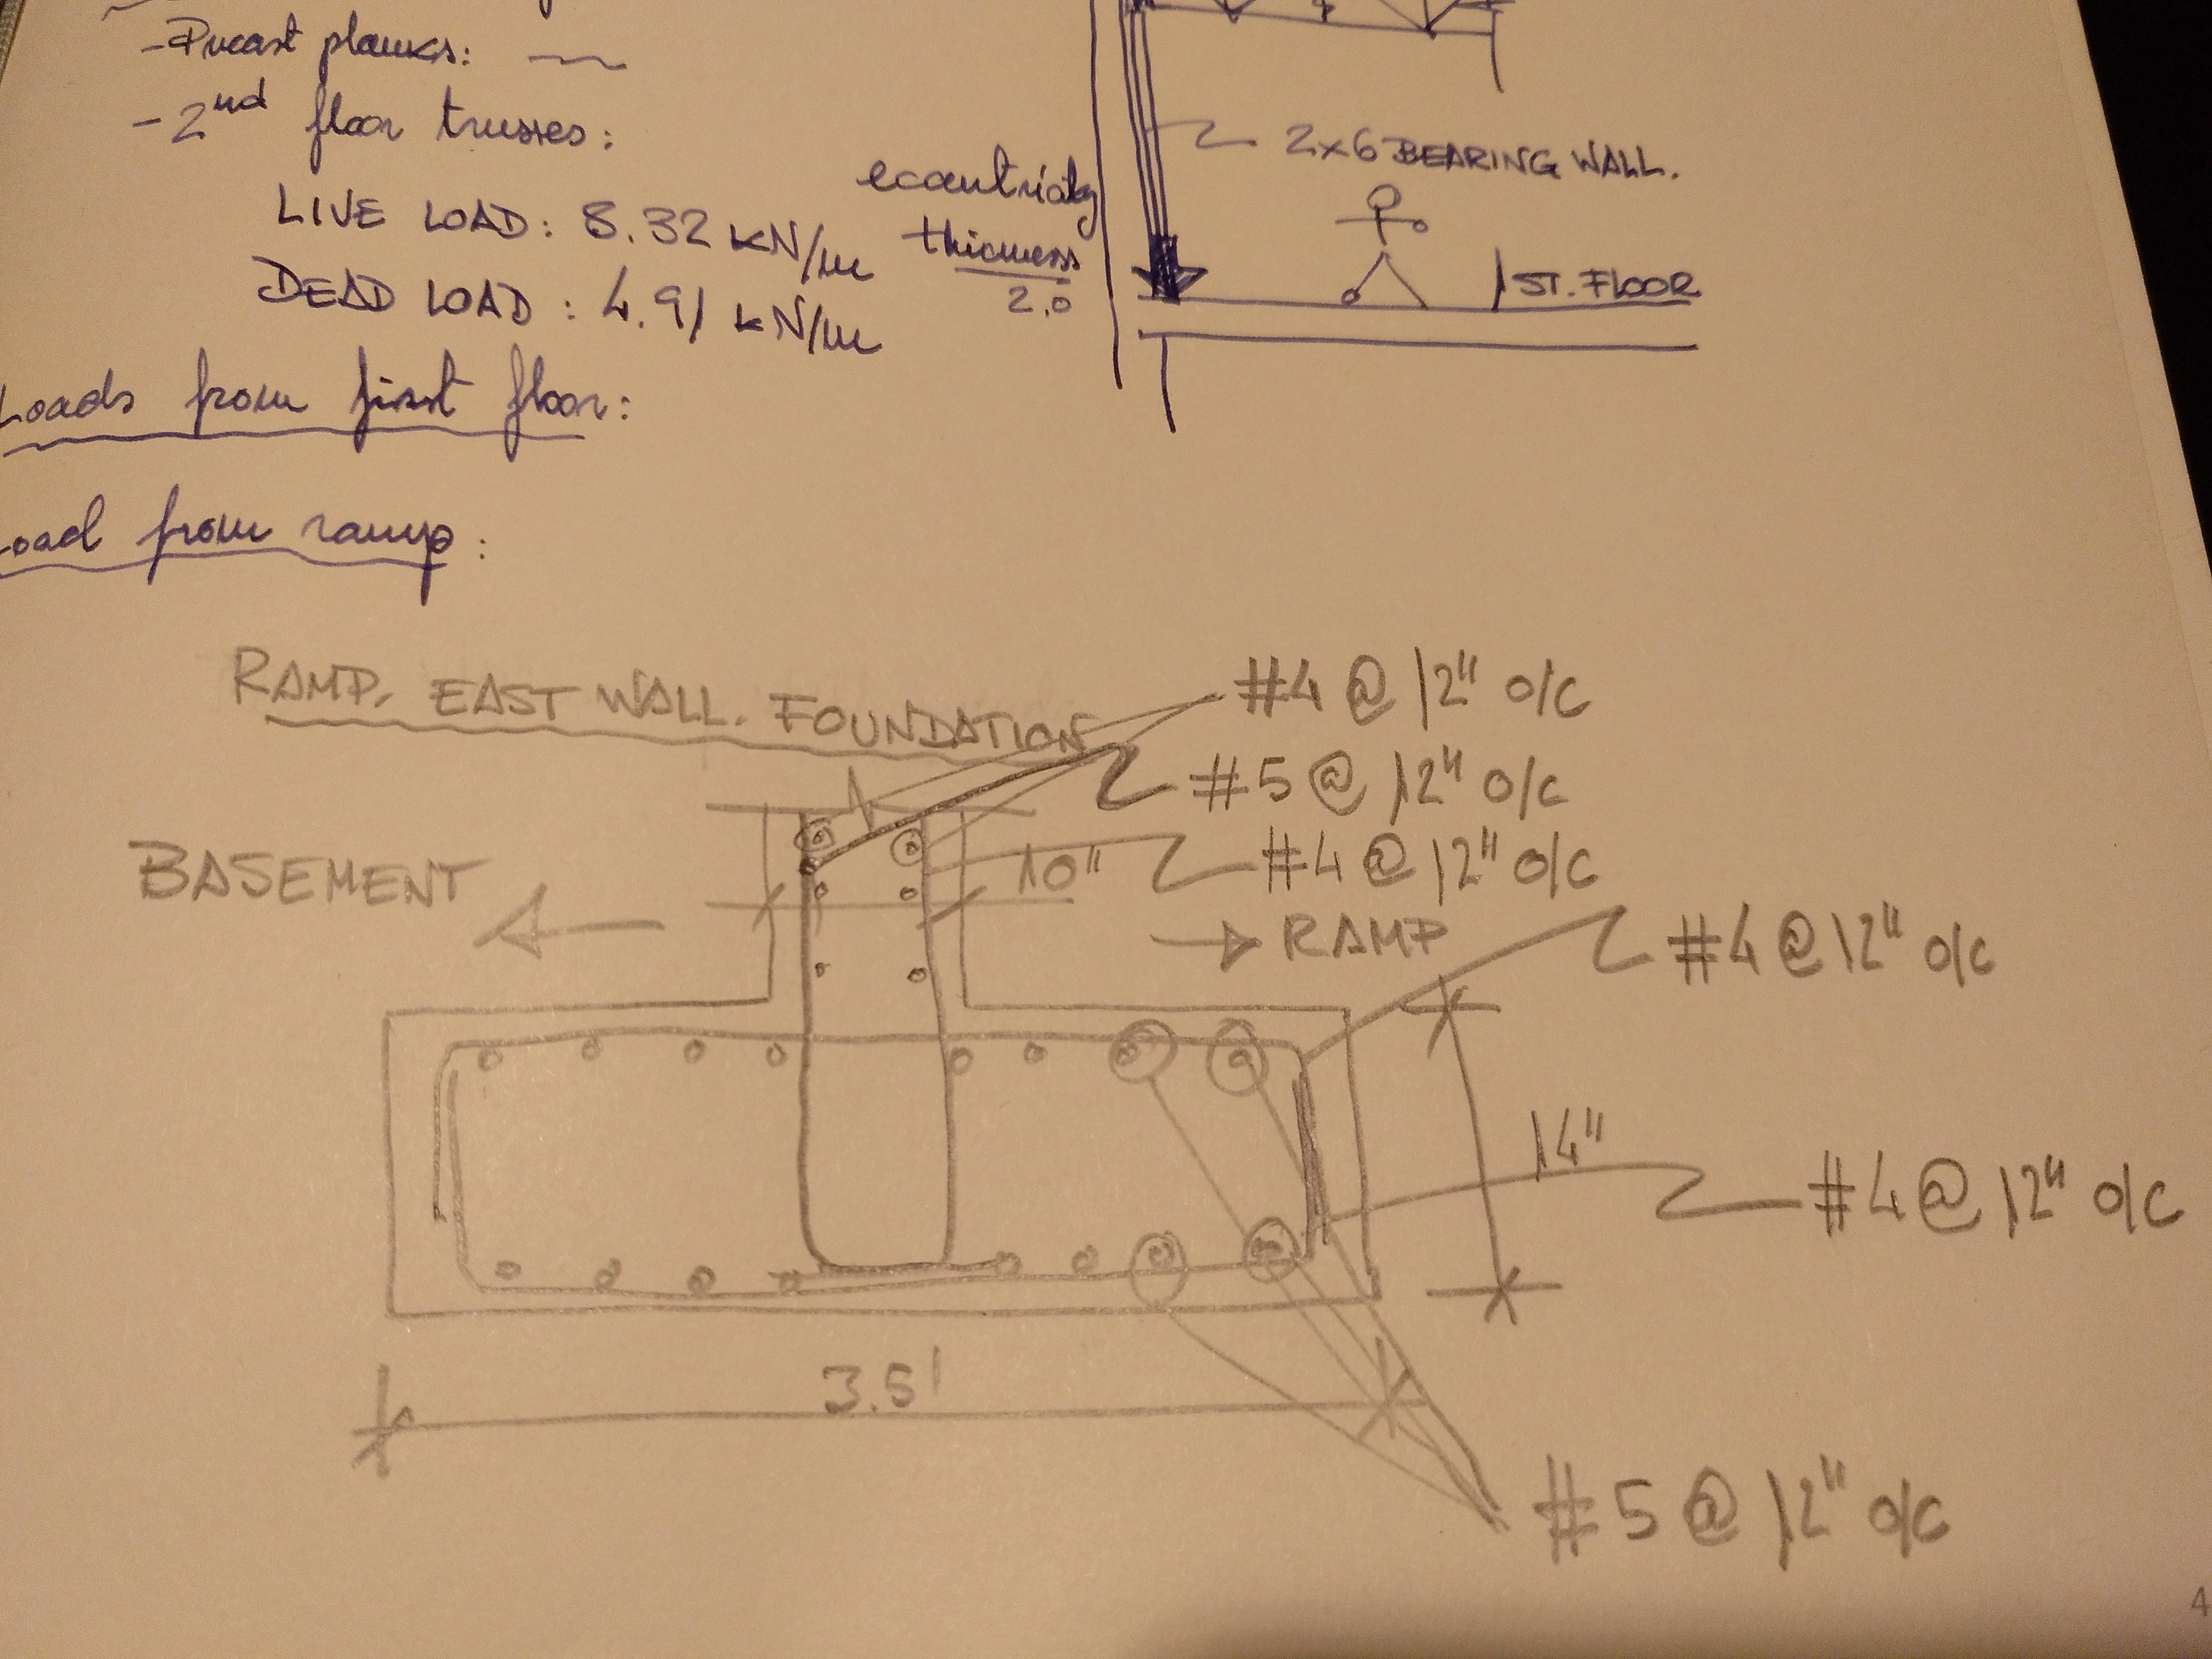 - Precast planks:
- 2nd floor trusses:
LIVE LOAD: 8.32 kN/m
DEAD LOAD: 4.91 kN/m
eccentricity
thickness
2.0
2x6 BEARING WALL.
1ST. FLOOR
Loads from first floor:
Load from ramp:
RAMP. EAST WALL. FOUNDATION
#4 @ 12" o/c
#5 @ 12" o/c
10"
#4 @ 12" o/c
BASEMENT
RAMP
#4 @ 12" o/c
14"
#4 @ 12" o/c
3.5'
#5 @ 12" o/c
4